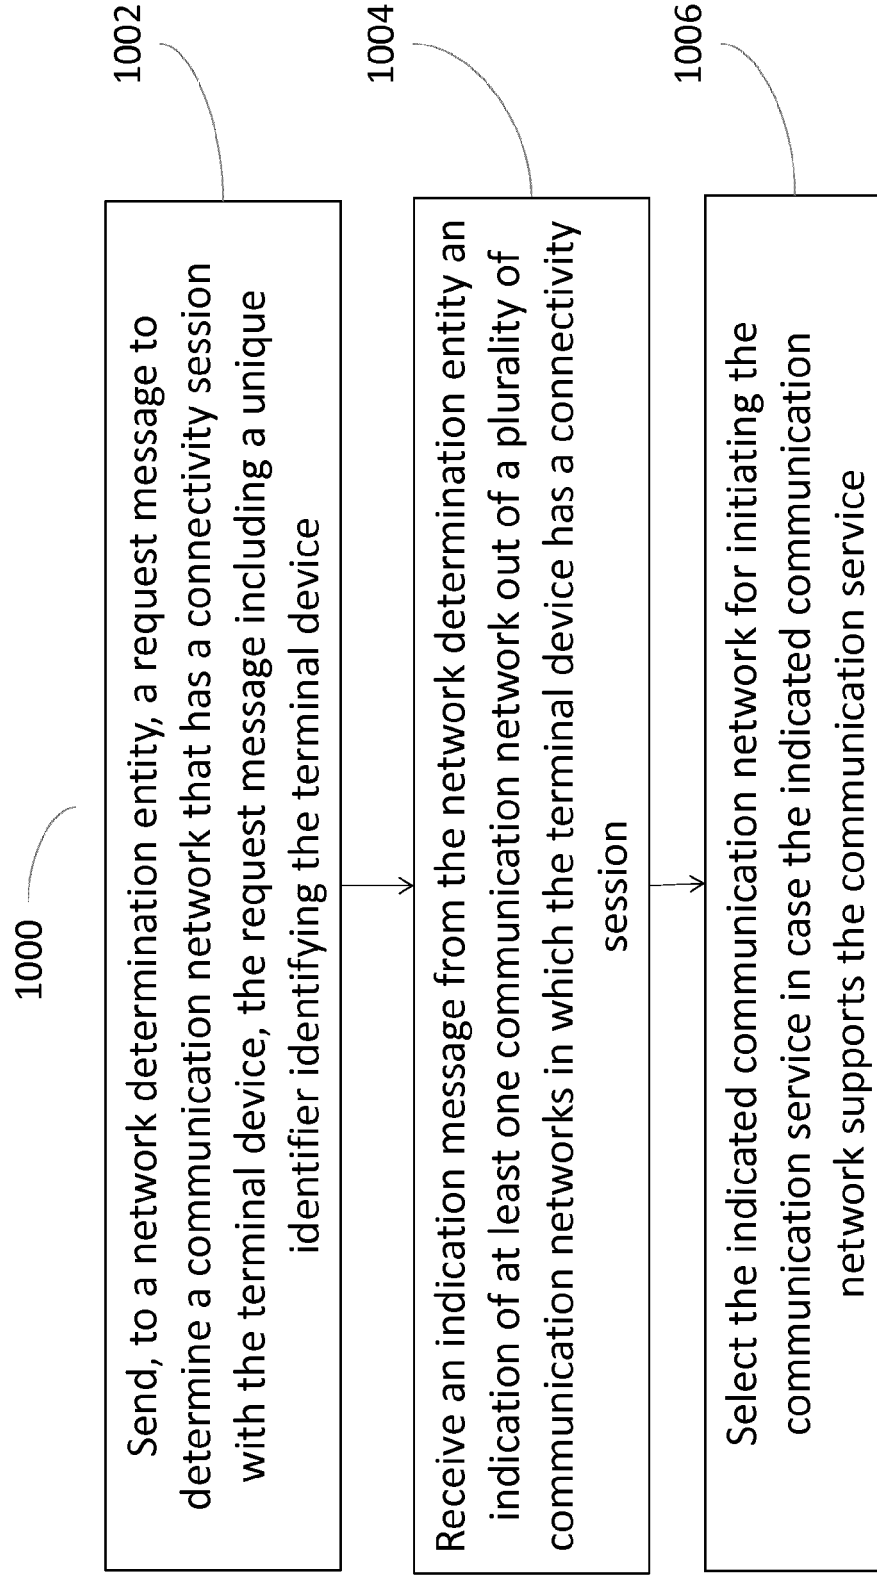 1000
1002
Send, to a network determination entity, a request message to
determine a communication network that has a connectivity session
with the terminal device, the request message including a unique
identifier identifying the terminal device
1004
Receive an indication message from the network determination entity an
indication of at least one communication network out of a plurality of
communication networks in which the terminal device has a connectivity
session
1006
Select the indicated communication network for initiating the
communication service in case the indicated communication
network supports the communication service